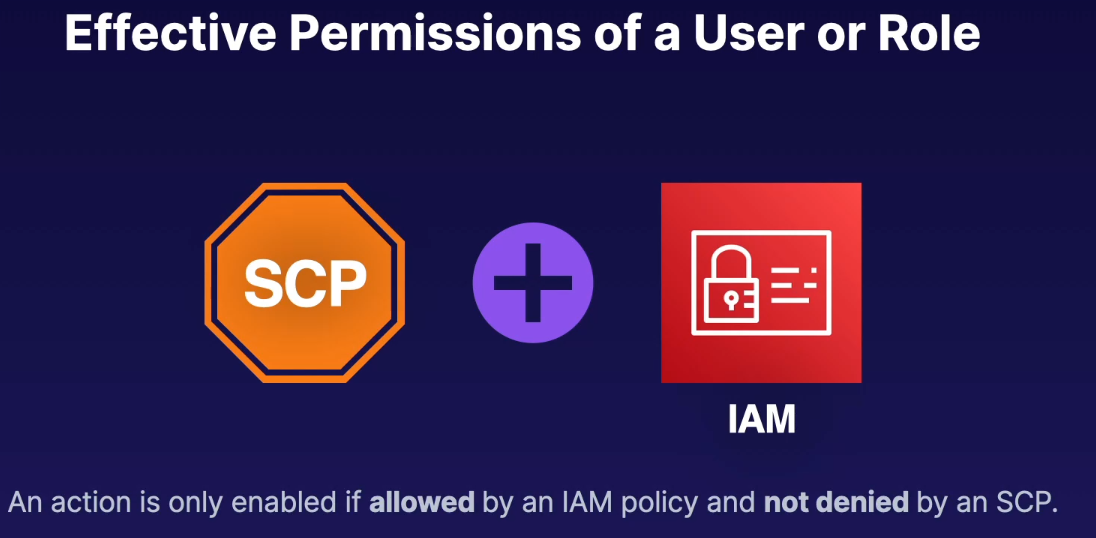 Effective Permissions of a User or Role
SCP
IAM
An action is only enabled if allowed by an IAM policy and not denied by an SCP.